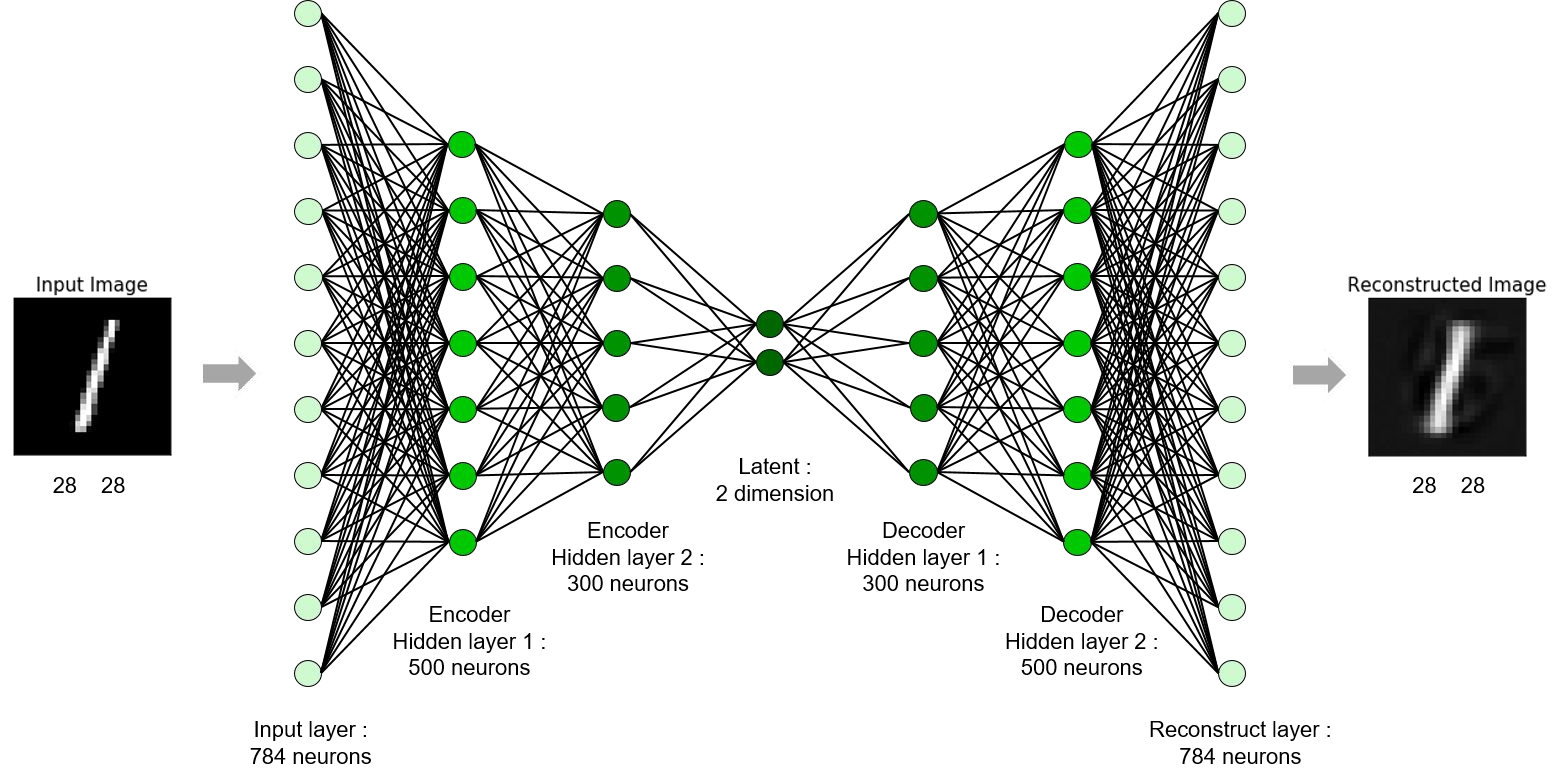 Input Image
28 28
Input layer :
784 neurons
Encoder
Hidden layer 1 :
500 neurons
Encoder
Hidden layer 2 :
300 neurons
Latent :
2 dimension
Decoder
Hidden layer 1 :
300 neurons
Decoder
Hidden layer 2 :
500 neurons
Reconstruct layer :
784 neurons
Reconstructed Image
28 28